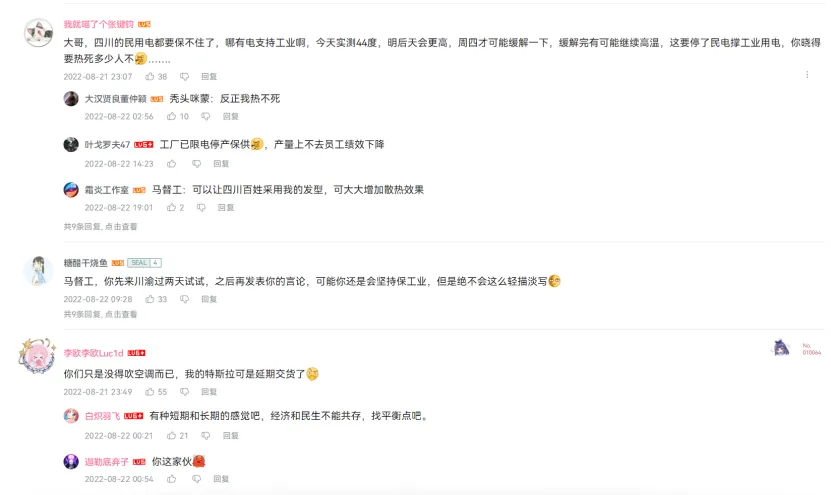 我就喵了个张键钧 LV5
大哥，四川的民用电都要保不住了，哪有电支持工业啊，今天实测44度，明后天会更高，周四才可能缓解一下，缓解完有可能继续高温，这要停了民电撑工业用电，你晓得
要热死多少人不.......
2022-08-21 23:07 38 回复
大汉贤良董仲颖 LV5 秃头咪蒙：反正我热不死
2022-08-22 02:56 10 回复
叶戈罗夫47 LV6 工厂已限电停产保供，产量上不去员工绩效下降
2022-08-22 14:23 回复
霜炎工作室 LV5 马督工：可以让四川百姓采用我的发型，可大大增加散热效果
2022-08-22 19:01 2 回复
共9条回复, 点击查看
糖醋干烧鱼 LV5 SEAL 4
马督工，你先来川渝过两天试试，之后再发表你的言论，可能你还是会坚持保工业，但是绝不会这么轻描淡写
2022-08-22 09:28 33 回复
共9条回复, 点击查看
李欧李欧Luc1d LV6
No.
010064
你们只是没得吹空调而已，我的特斯拉可是延期交货了
2022-08-21 23:49 55 回复
白炽羽飞 LV6 有种短期和长期的感觉吧，经济和民生不能共存，找平衡点吧。
2022-08-22 00:21 21 回复
迦勒底弃子 LV6 你这家伙
2022-08-22 00:54 回复